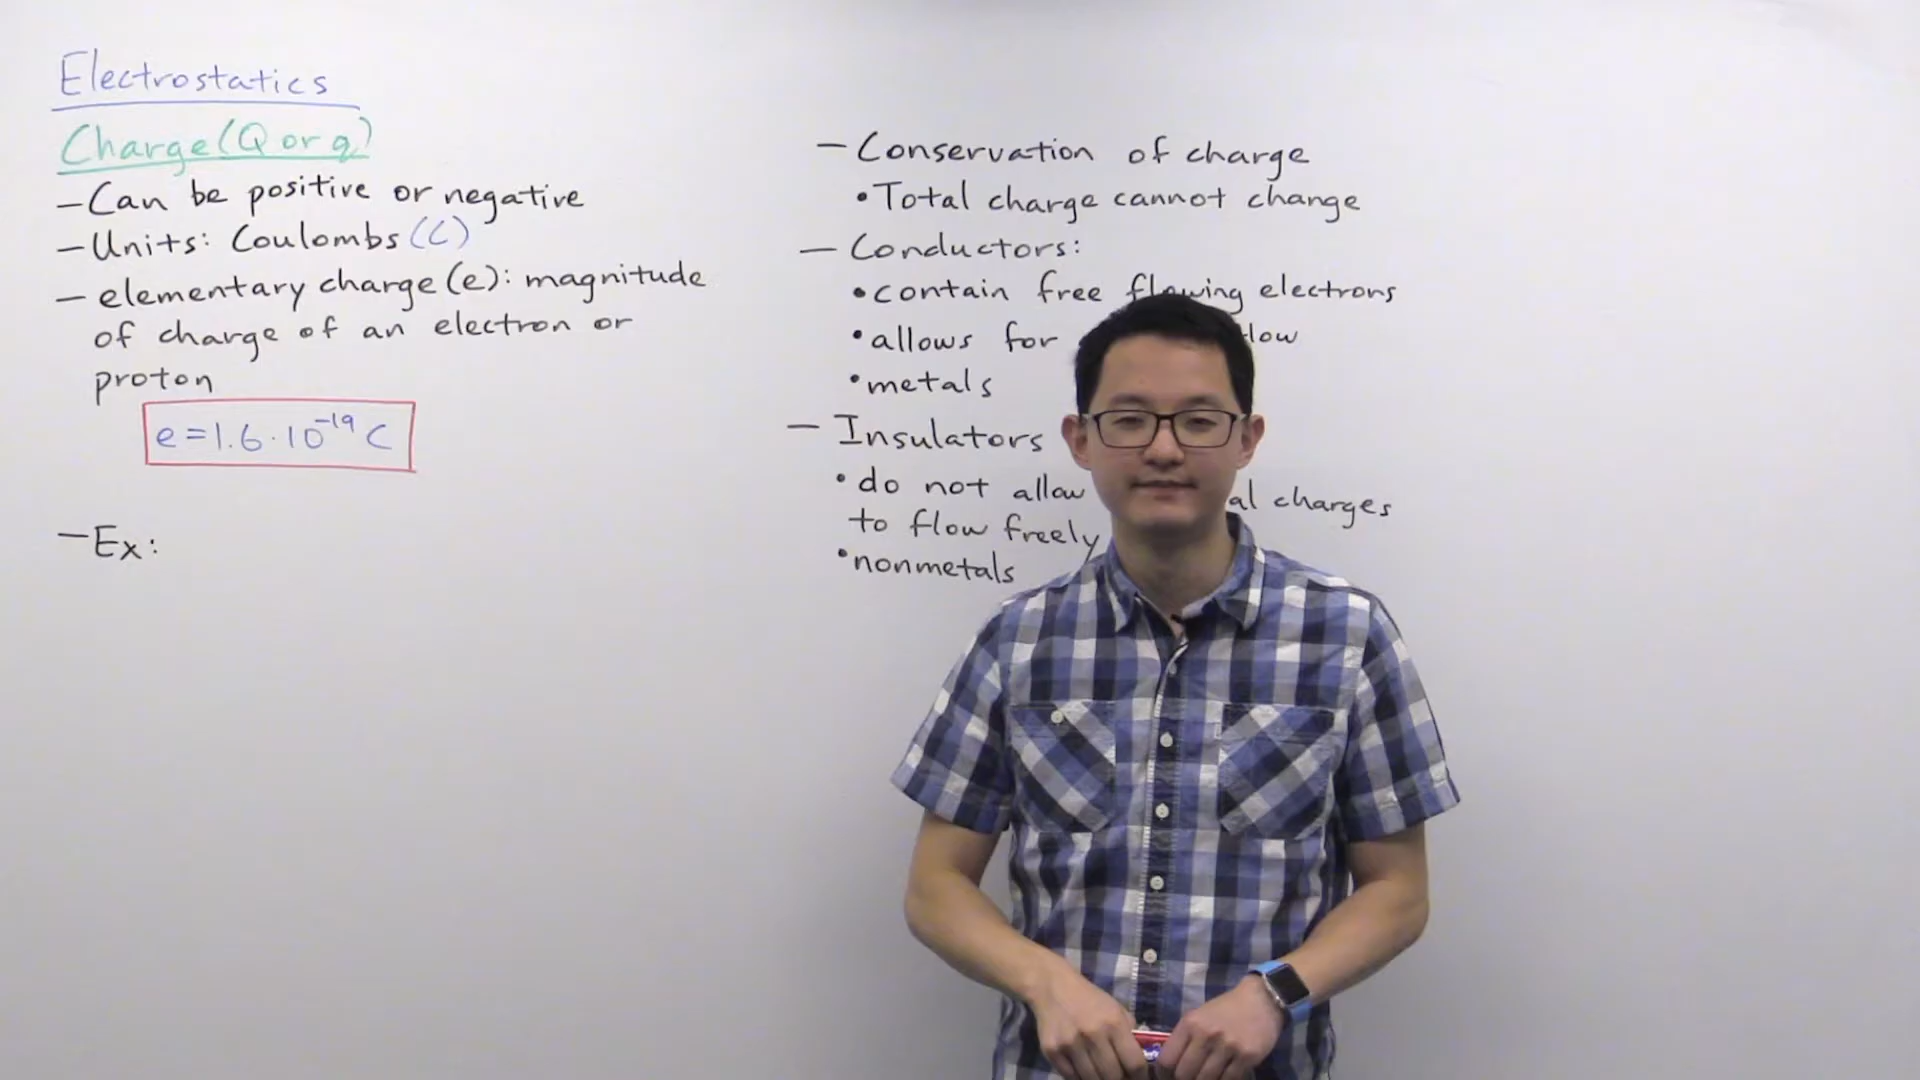 Electrostatics
Charge (Q or q)
— Can be positive or negative
— Units: Coulombs (C)
— elementary charge (e): magnitude
of charge of an electron or
proton
e = 1.6 · 10⁻¹⁹ C
— Ex:
— Conservation of charge
• Total charge cannot change
— Conductors:
• contain free flowing electrons
• allows for low
• metals
— Insulators
• do not allow al charges
to flow freely
• nonmetals